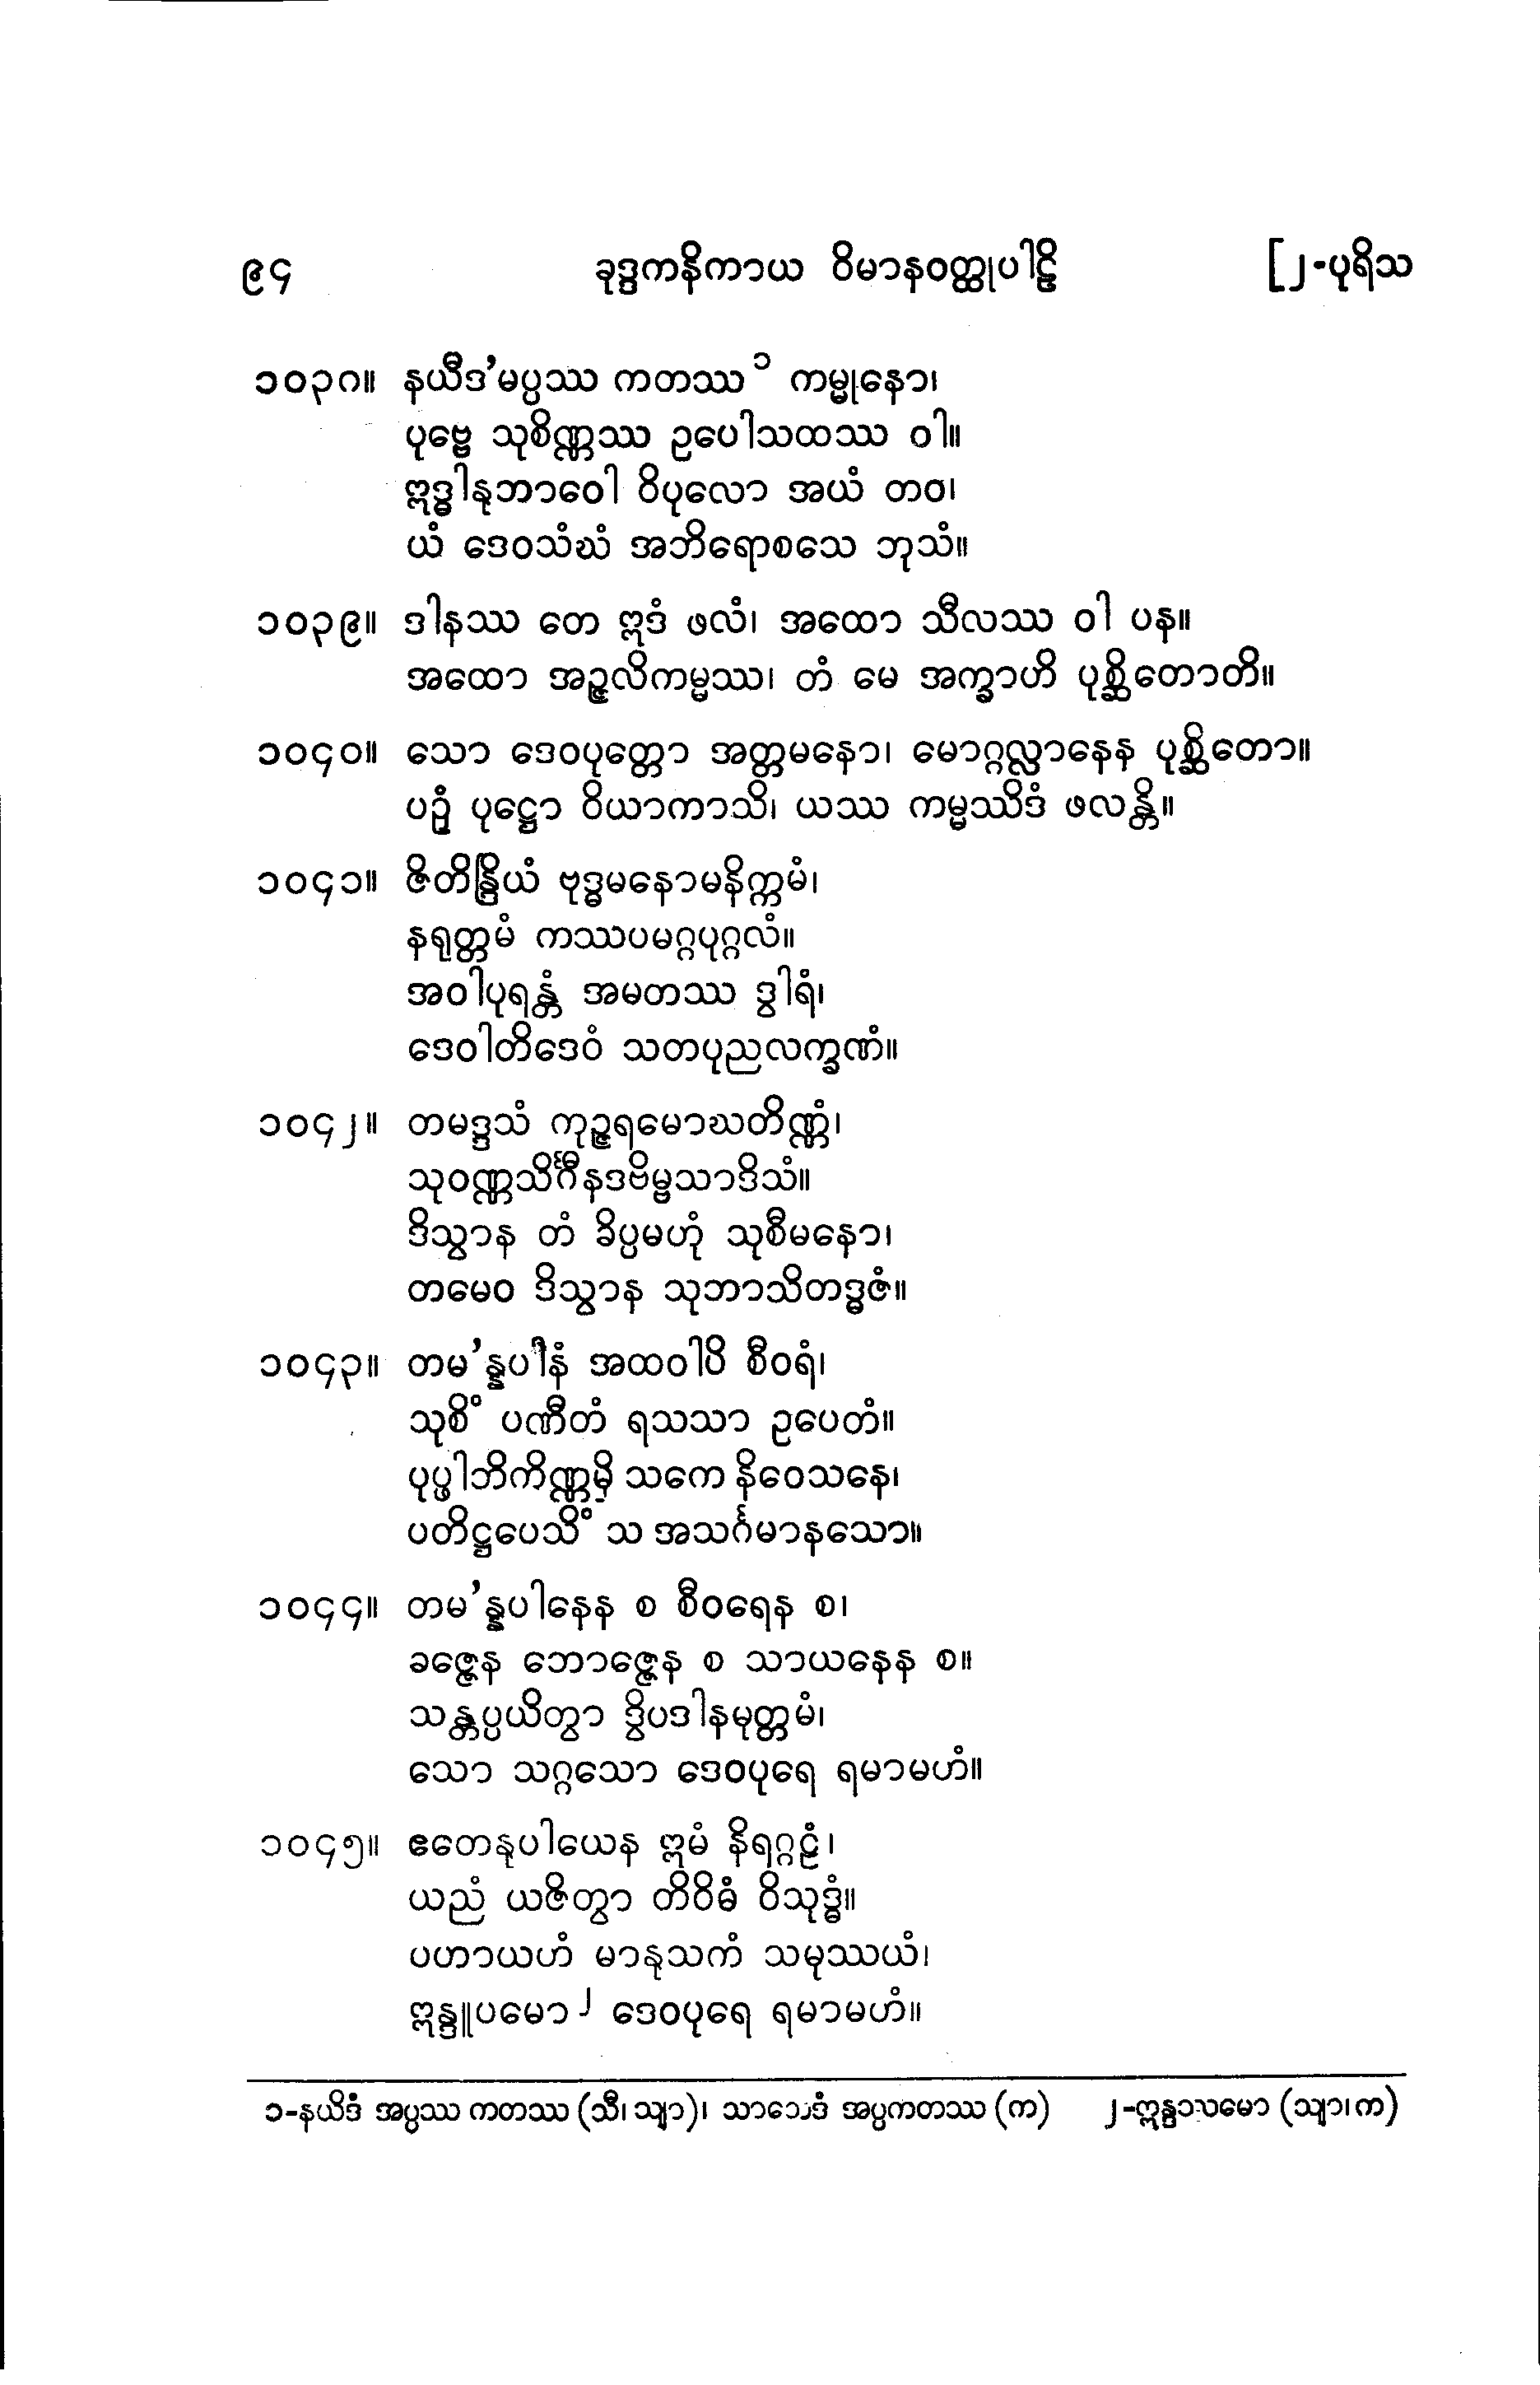 ၉၄ ခုဒ္ဒကနိကာယ ဝိမာနဝတ္ထုပါဠိ [၂-ပုရိသ
၁၀၃၈။ နယီဒ’မပ္ပဿ ကတဿ ၁ ကမ္မုနော၊
ပုဗ္ဗေ သုစိဏ္ဏဿ ဥပေါသထဿ ဝါ။
ဣဒ္ဓါနုဘာဝေါ ဝိပုလော အယံ တဝ၊
ယံ ဒေဝသံဃံ အဘိရောစသေ ဘုသံ။
၁၀၃၉။ ဒါနဿ တေ ဣဒံ ဖလံ၊ အထော သီလဿ ဝါ ပန။
အထော အဉ္ဇလိကမ္မဿ၊ တံ မေ အက္ခာဟိ ပုစ္ဆိတောတိ။
၁၀၄၀။ သော ဒေဝပုတ္တော အတ္တမနော၊ မောဂ္ဂလ္လာနေန ပုစ္ဆိတော။
ပဉှံ ပုဋ္ဌော ဝိယာကာသိ၊ ယဿ ကမ္မဿိဒံ ဖလန္တိ။
၁၀၄၁။ ဇိတိန္ဒြိယံ ဗုဒ္ဓမနောမနိက္ကမံ၊
နရုတ္တမံ ကဿပမဂ္ဂပုဂ္ဂလံ။
အဝါပုရန္တံ အမတဿ ဒွါရံ၊
ဒေဝါတိဒေဝံ သတပုညလက္ခဏံ။
၁၀၄၂။ တမဒ္ဒသံ ကုဉ္ဇရမောဃတိဏ္ဏံ၊
သုဝဏ္ဏသိင်္ဂီနဒဗိမ္ဗသာဒိသံ။
ဒိသွာန တံ ခိပ္ပမဟုံ သုစီမနော၊
တမေဝ ဒိသွာန သုဘာသိတဒ္ဓဇံ။
၁၀၄၃။ တမ’န္နပါနံ အထဝါပိ စီဝရံ၊
သုစိံ ပဏီတံ ရသသာ ဥပေတံ။
ပုပ္ဖါဘိကိဏ္ဏမှိ သကေ နိဝေသနေ၊
ပတိဋ္ဌပေသိံ သ အသင်္ဂမာနသော။
၁၀၄၄။ တမ’န္နပါနေန စ စီဝရေန စ၊
ခဇ္ဇေန ဘောဇ္ဇေန စ သာယနေန စ။
သန္တပ္ပယိတွာ ဒွိပဒါနမုတ္တမံ၊
သော သဂ္ဂသော ဒေဝပုရေ ရမာမဟံ။
၁၀၄၅။ ဧတေနုပါယေန ဣမံ နိရဂ္ဂဠံ၊
ယညံ ယဇိတွာ တိဝိဓံ ဝိသုဒ္ဓံ။
ပဟာယဟံ မာနုသကံ သမုဿယံ၊
ဣန္ဒူပမော ၂ ဒေဝပုရေ ရမာမဟံ။
၁-နယိဒံ အပ္ပဿ ကတဿ (သီ၊ သျာ)၊ အပ္ပကတဿ (က) ၂-(သျာ၊ က)